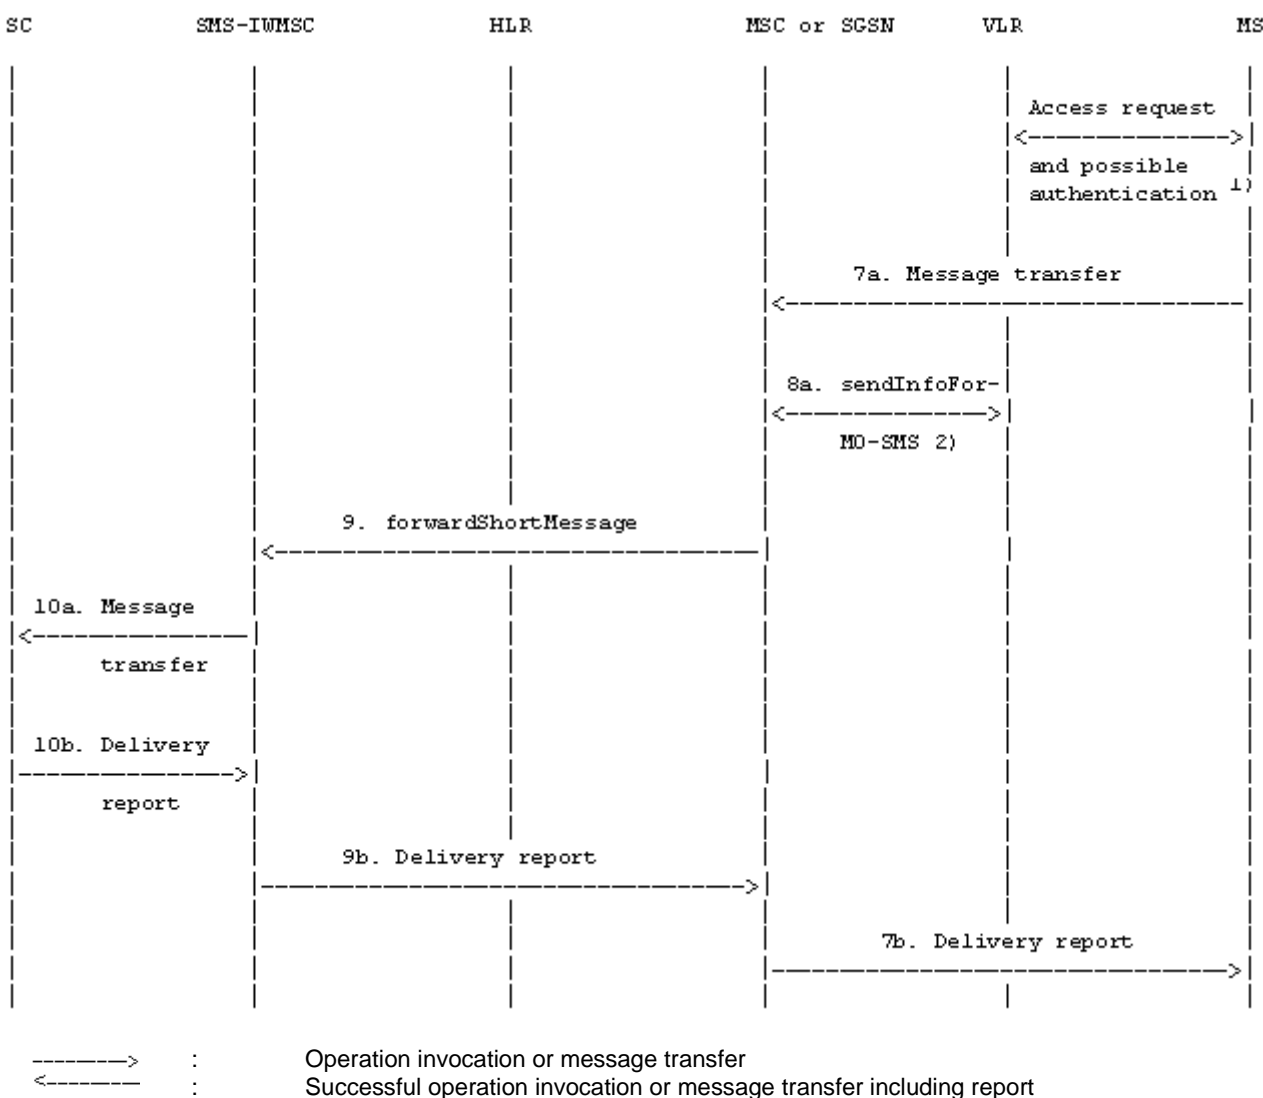 SC SMS-IWMSC HLR MSC or SGSN VLR MS
Access request
and possible
authentication 1)
7a. Message transfer
8a. sendInfoFor-
MO-SMS 2)
9. forwardShortMessage
10a. Message
transfer
10b. Delivery
report
9b. Delivery report
7b. Delivery report
: Operation invocation or message transfer
: Successful operation invocation or message transfer including report